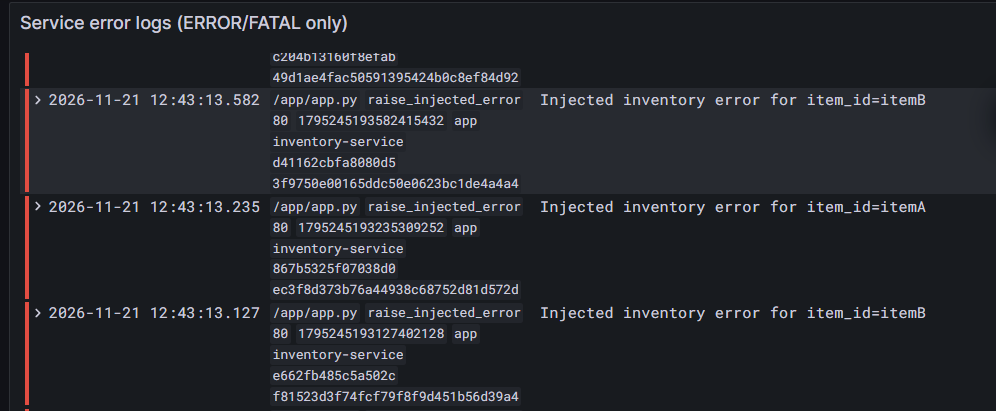 Service error logs (ERROR/FATAL only)
c204b13160f8efab
49d1ae4fac50591395424b0c8ef84d92
2026-11-21 12:43:13.582 /app/app.py raise_injected_error Injected inventory error for item_id=itemB
80 1795245193582415432 app
inventory-service
d41162cbfa8080d5
3f9750e00165ddc50e0623bc1de4a4a4
2026-11-21 12:43:13.235 /app/app.py raise_injected_error Injected inventory error for item_id=itemA
80 1795245193235309252 app
inventory-service
867b5325f07038d0
ec3f8d373b76a44938c68752d81d572d
2026-11-21 12:43:13.127 /app/app.py raise_injected_error Injected inventory error for item_id=itemB
80 1795245193127402128 app
inventory-service
e662fb485c5a502c
f81523d3f74fcf79f8f9d451b56d39a4